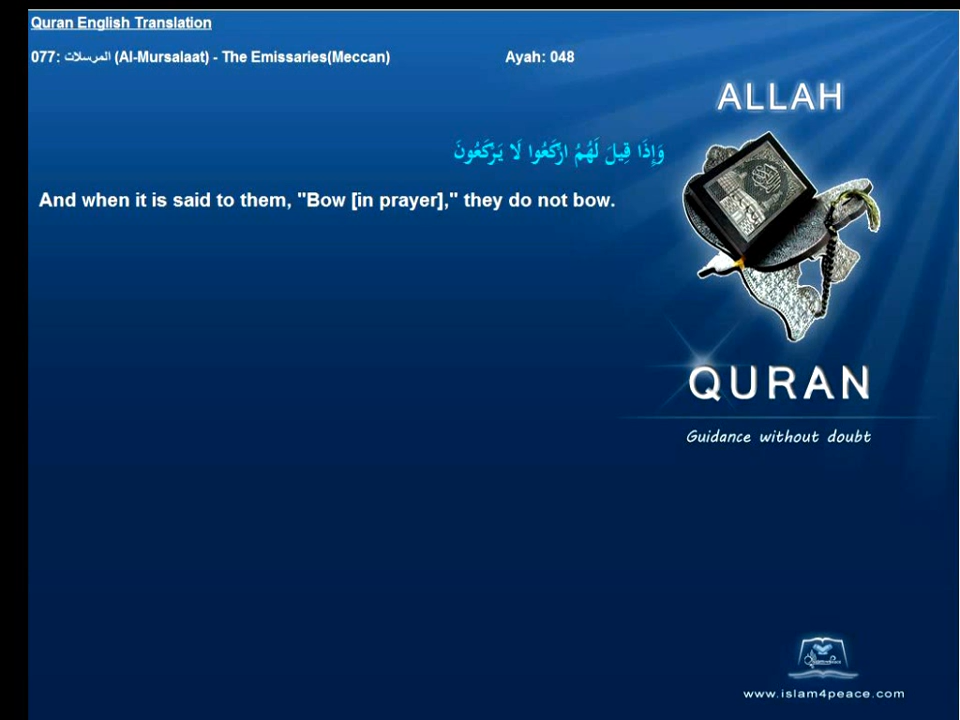 Quran English Translation
077: المرسلات (Al-Mursalaat) - The Emissaries(Meccan) Ayah: 048
ALLAH
وَإِذَا قِيلَ لَهُمُ ارْكَعُوا لَا يَرْكَعُونَ
And when it is said to them, "Bow [in prayer]," they do not bow.
QURAN
Guidance without doubt
www.islam4peace.com